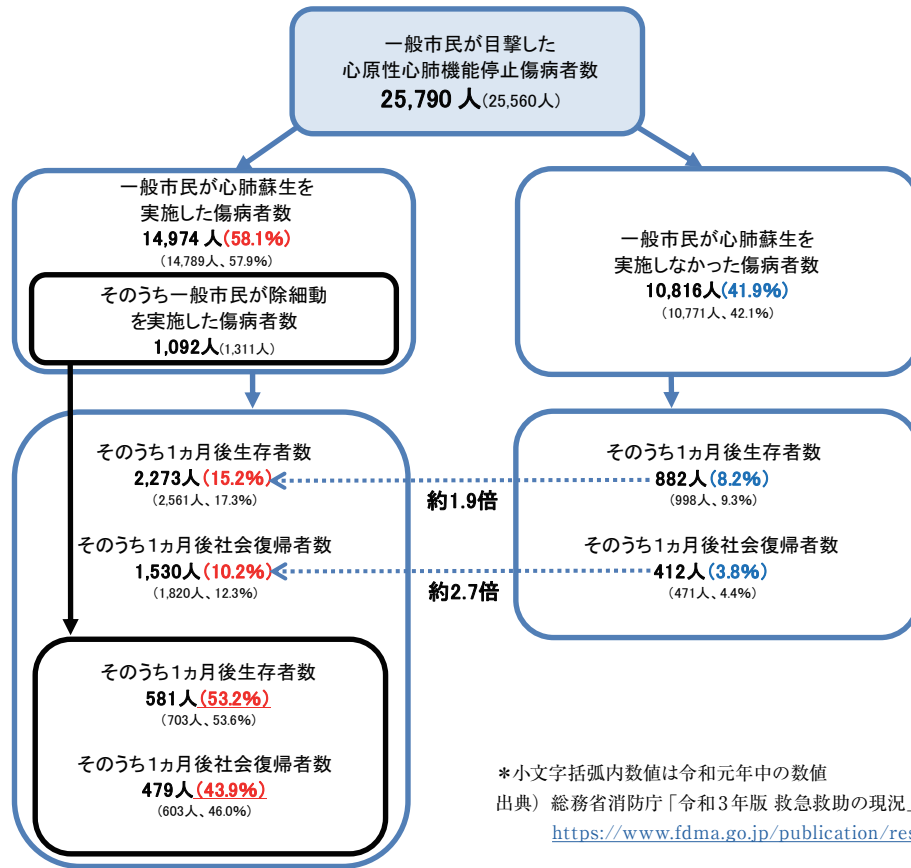 一般市民が目撃した
心原性心肺機能停止傷病者数
25,790 人(25,560人)
一般市民が心肺蘇生を
実施した傷病者数
14,974 人(58.1%)
(14,789人、57.9%)
そのうち一般市民が除細動
を実施した傷病者数
1,092人(1,311人)
一般市民が心肺蘇生を
実施しなかった傷病者数
10,816人(41.9%)
(10,771人、42.1%)
そのうち1ヵ月後生存者数
2,273人(15.2%)
(2,561人、17.3%)
そのうち1ヵ月後社会復帰者数
1,530人(10.2%)
(1,820人、12.3%)
約1.9倍
約2.7倍
そのうち1ヵ月後生存者数
882人(8.2%)
(998人、9.3%)
そのうち1ヵ月後社会復帰者数
412人(3.8%)
(471人、4.4%)
そのうち1ヵ月後生存者数
581人(53.2%)
(703人、53.6%)
そのうち1ヵ月後社会復帰者数
479人(43.9%)
(603人、46.0%)
*小文字括弧内数値は令和元年中の数値
出典) 総務省消防庁「令和3年版 救急救助の現況」
https://www.fdma.go.jp/publication/res